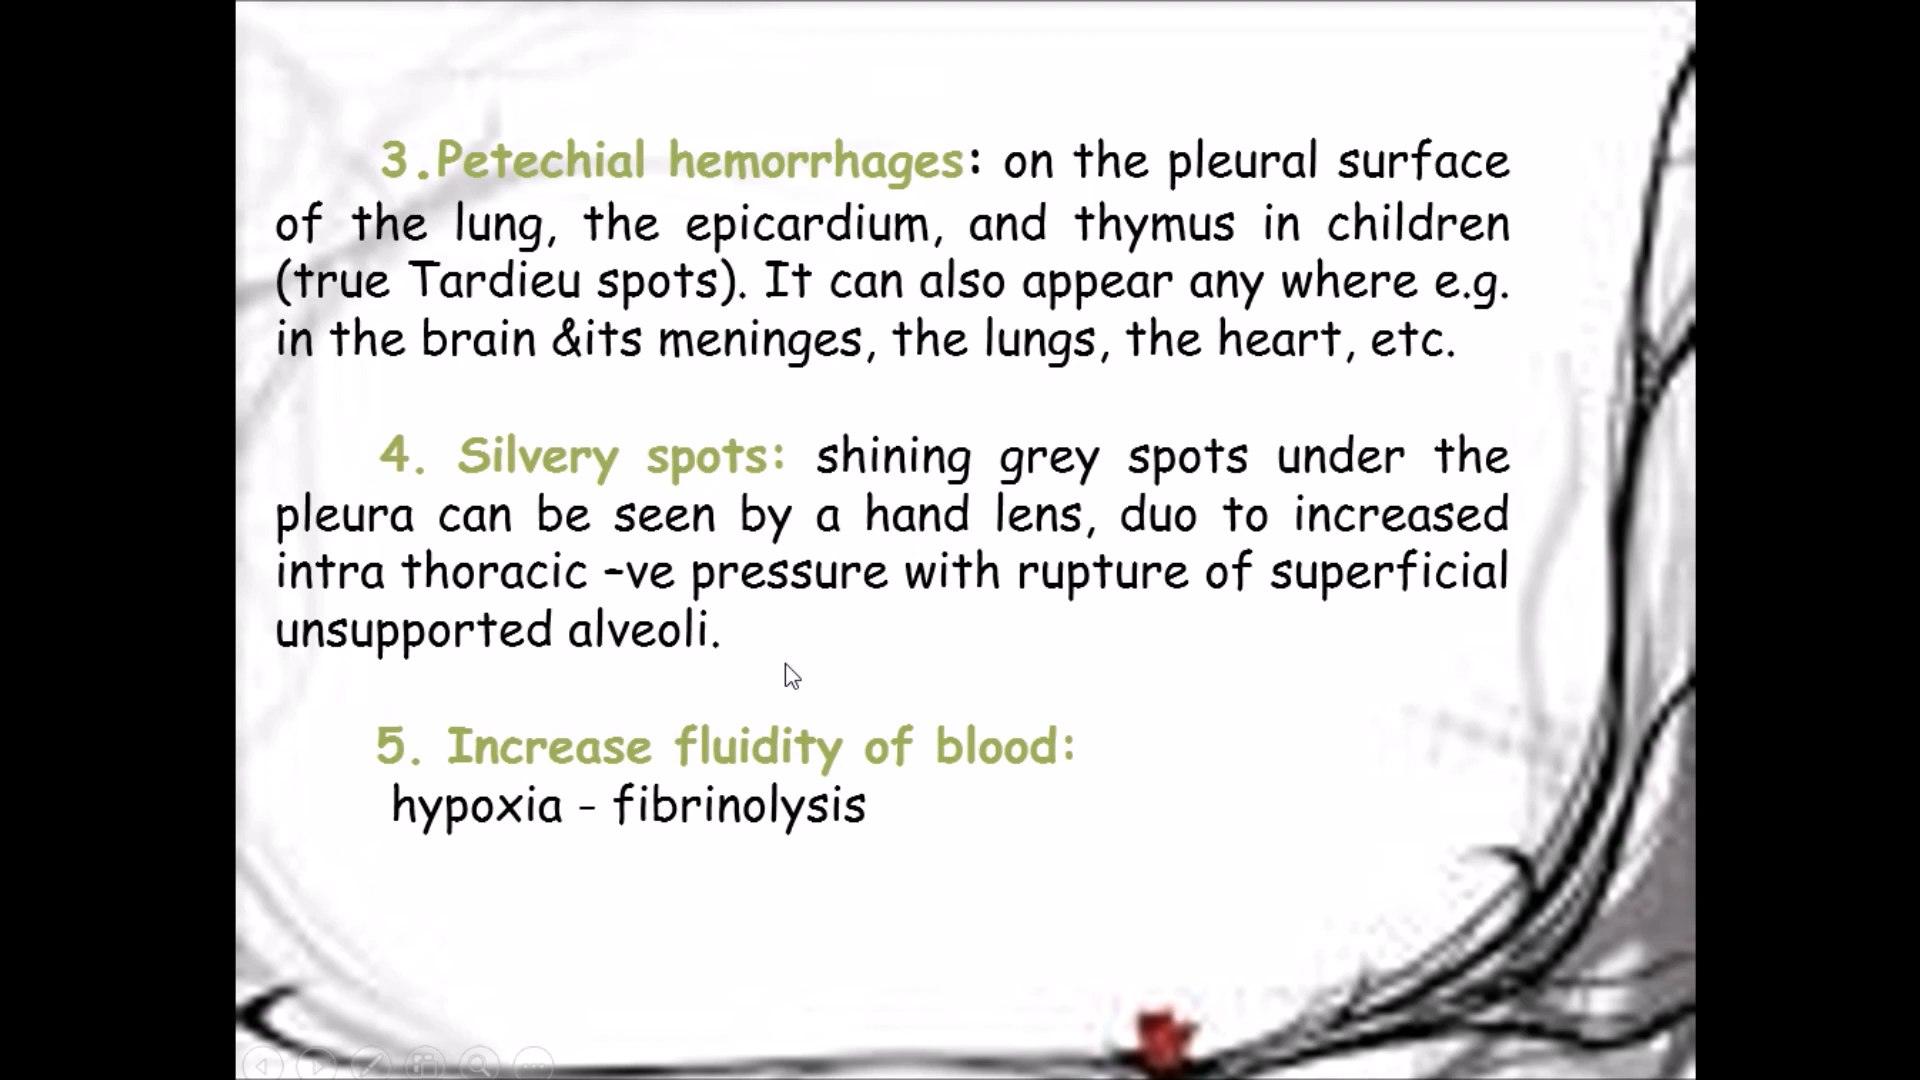 3.Petechial hemorrhages: on the pleural surface
of the lung, the epicardium, and thymus in children
(true Tardieu spots). It can also appear any where e.g.
in the brain &its meninges, the lungs, the heart, etc.
4. Silvery spots: shining grey spots under the
pleura can be seen by a hand lens, duo to increased
intra thoracic –ve pressure with rupture of superficial
unsupported alveoli.
5. Increase fluidity of blood:
hypoxia - fibrinolysis